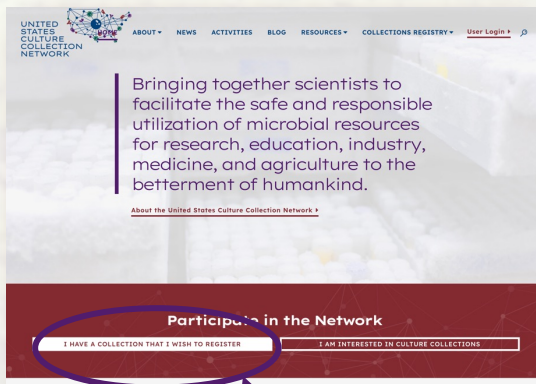 UNITED
STATES
CULTURE
COLLECTION
NETWORK
HOME ABOUT NEWS ACTIVITIES BLOG RESOURCES COLLECTIONS REGISTRY User Login
Bringing together scientists to
facilitate the safe and responsible
utilization of microbial resources
for research, education, industry,
medicine, and agriculture to the
betterment of humankind.
About the United States Culture Collection Network
Participate in the Network
I HAVE A COLLECTION THAT I WISH TO REGISTER I AM INTERESTED IN CULTURE COLLECTIONS